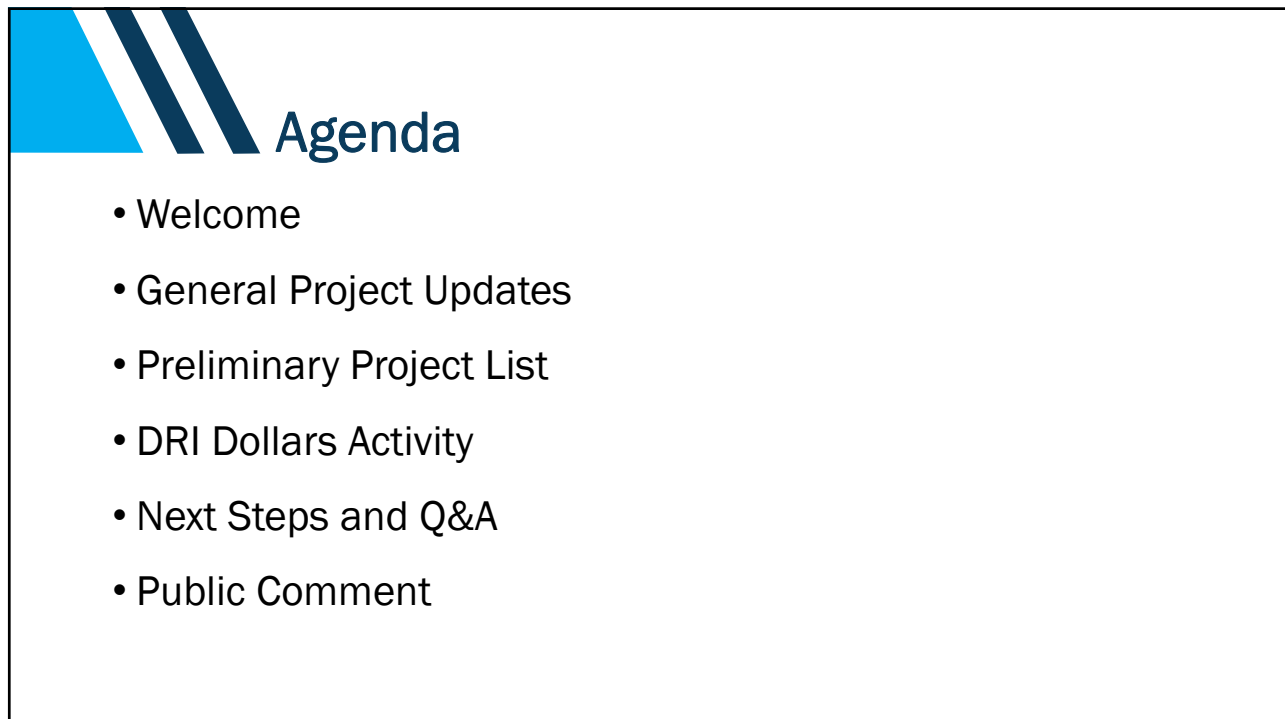 Agenda
• Welcome
• General Project Updates
• Preliminary Project List
• DRI Dollars Activity
• Next Steps and Q&A
• Public Comment